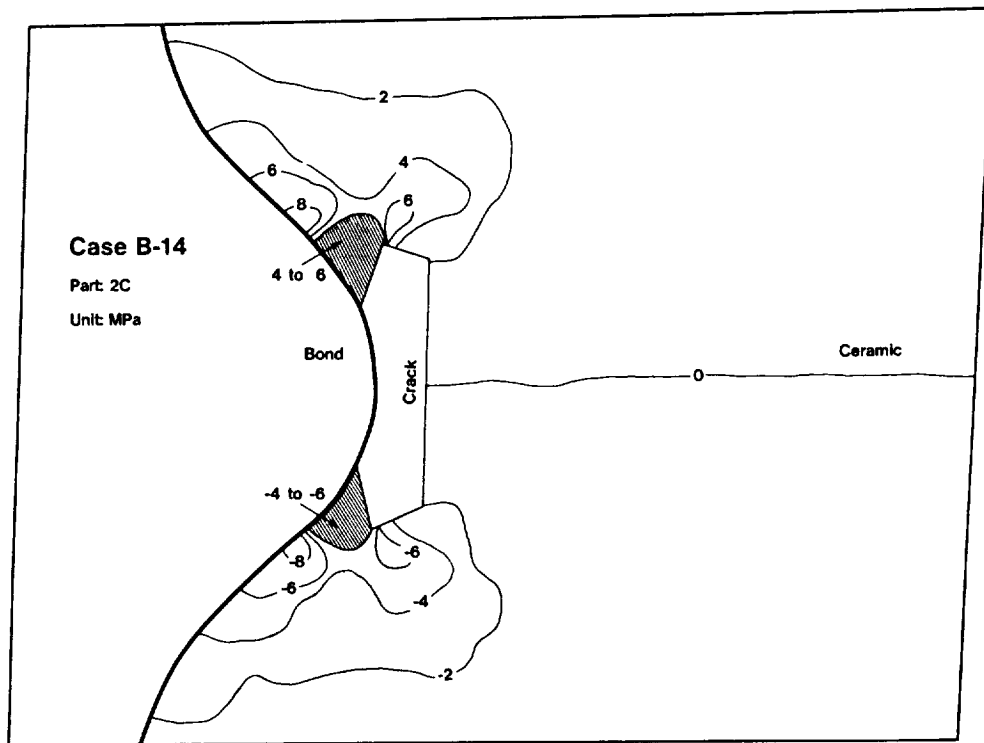 2
4
6
6
8
Case B-14
4 to 6
Part: 2C
Unit: MPa
Bond
Ceramic
Crack
0
-4 to -6
-8
-6
-6
-4
-2